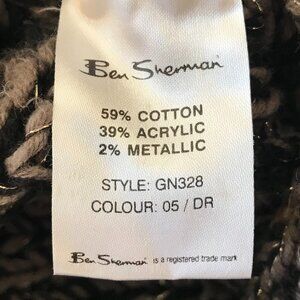 Ben Sherman
59% COTTON
39% ACRYLIC
2% METALLIC
STYLE: GN328
COLOUR: 05 / DR
Ben Sherman is a registered trade mark